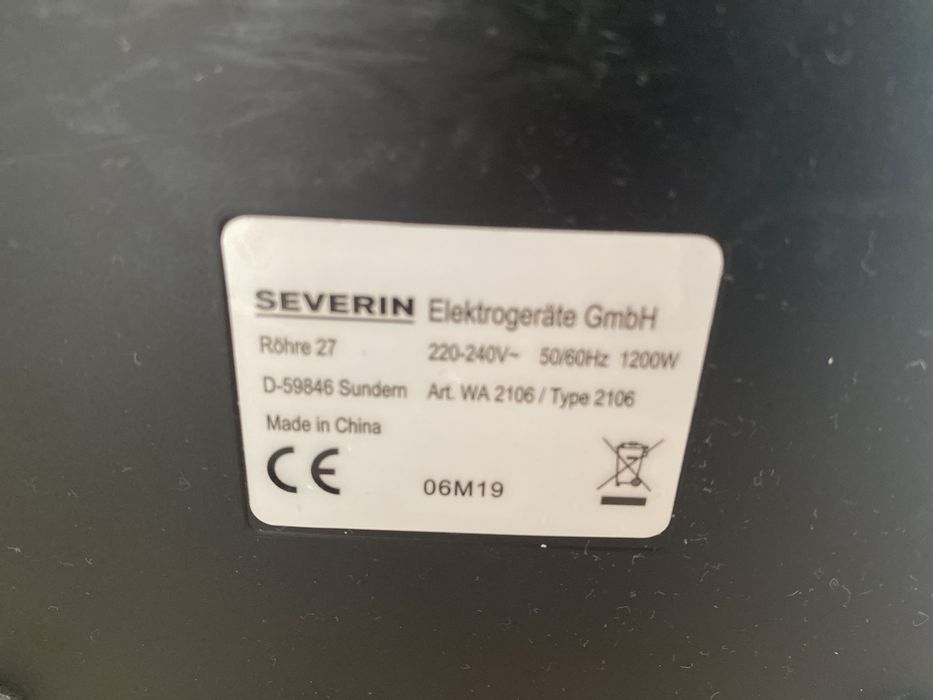 SEVERIN Elektrogeräte GmbH
Röhre 27 220-240V~ 50/60Hz 1200W
D-59846 Sundern Art. WA 2106 / Type 2106
Made in China
CE 06M19